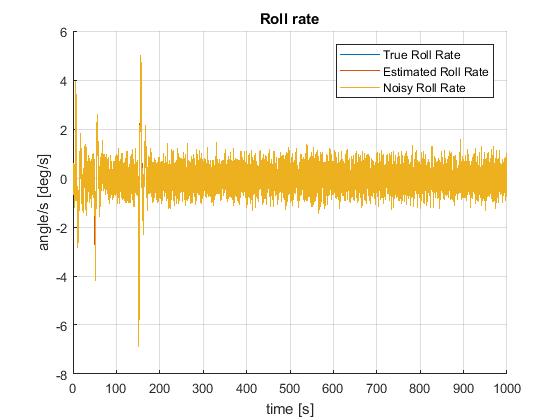 Roll rate
6
4
2
0
-2
-4
-6
-8
angle/s [deg/s]
True Roll Rate
Estimated Roll Rate
Noisy Roll Rate
0 100 200 300 400 500 600 700 800 900 1000
time [s]